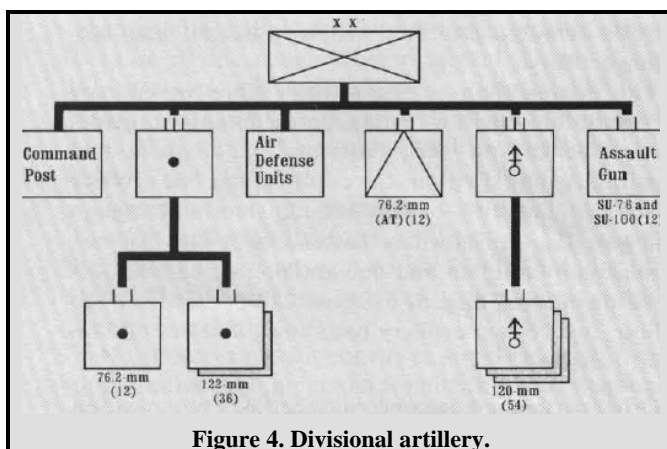 X X
Command
Post
Air
Defense
Units
76.2-mm
(AT)(12)
Assault
Gun
SU-76 and
SU-100(12
76.2-mm
(12)
122-mm
(36)
120-mm
(54)
Figure 4. Divisional artillery.